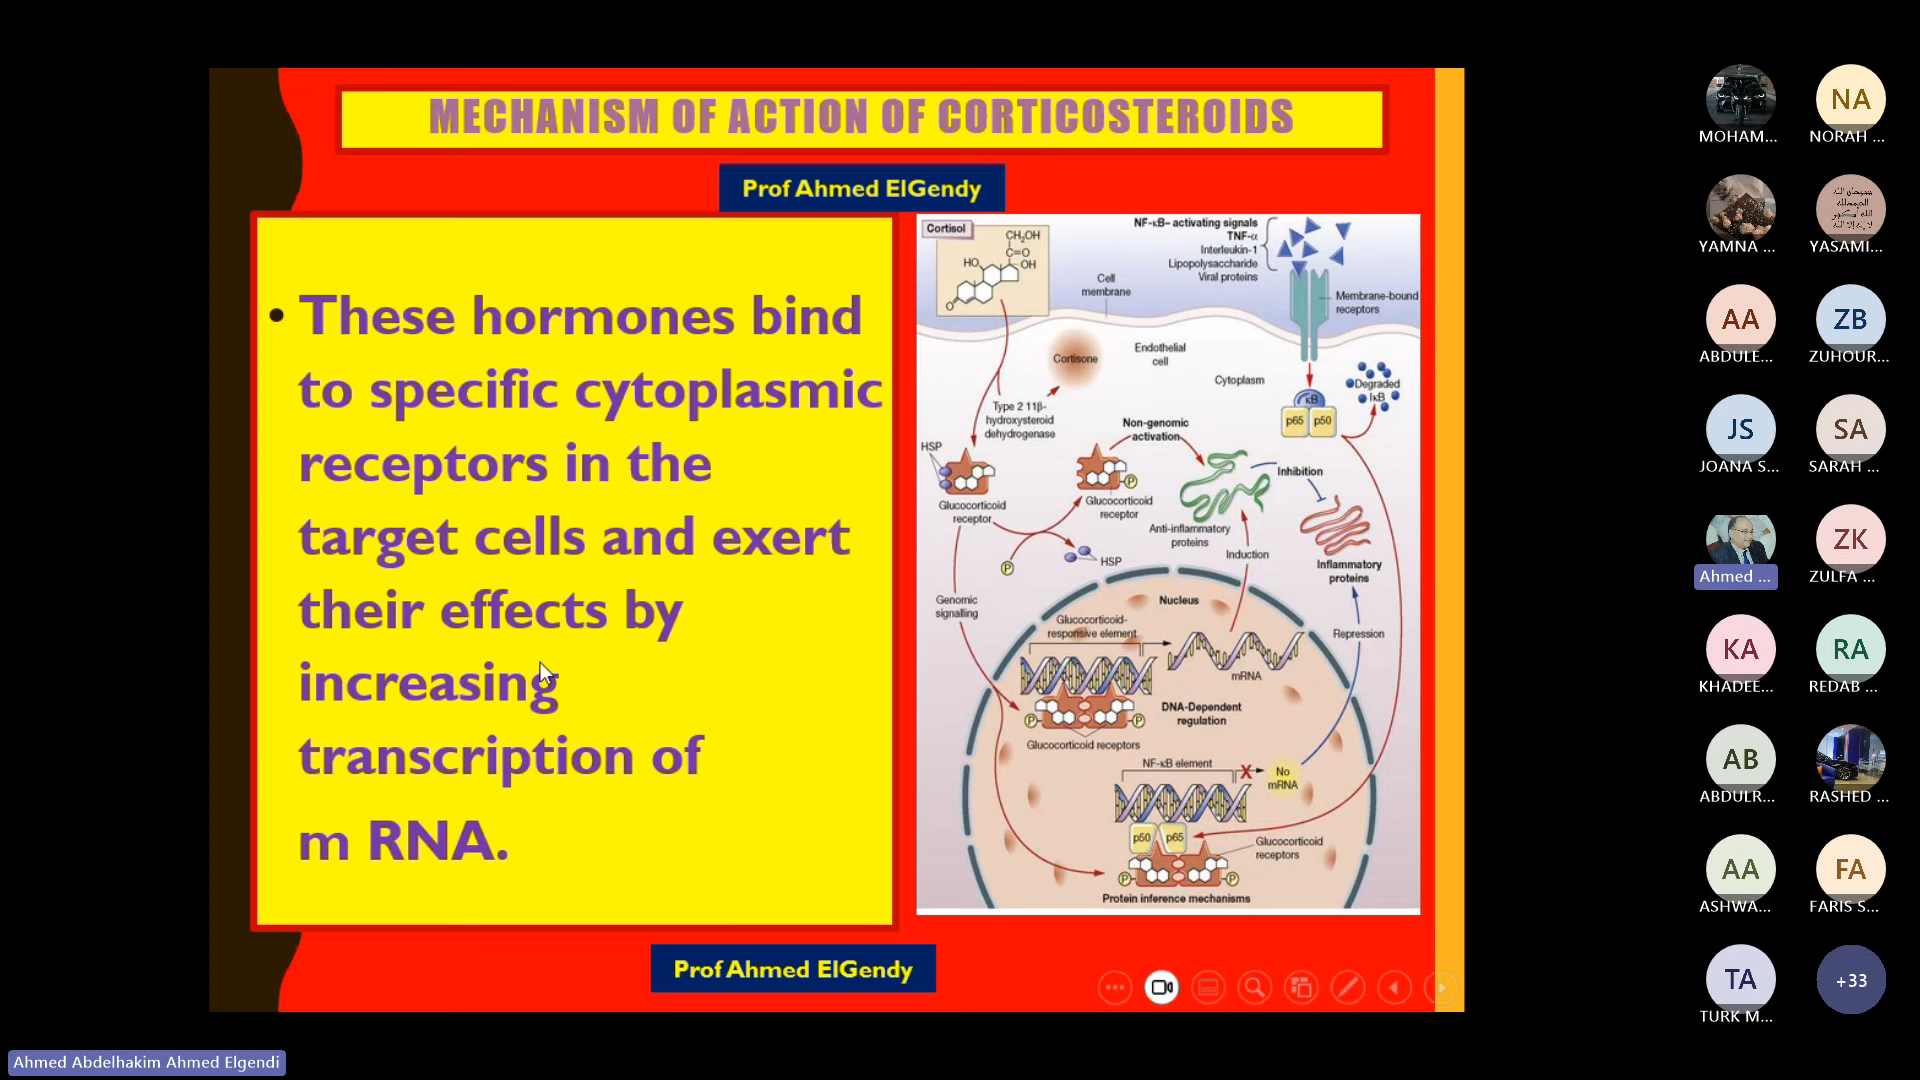 MECHANISM OF ACTION OF CORTICOSTEROIDS
Prof Ahmed ElGendy
• These hormones bind
to specific cytoplasmic
receptors in the
target cells and exert
their effects by
increasing
transcription of
m RNA.
Cortisol
CH₂OH
C=O
HO
OH
O
NF-κB– activating signals
TNF-α
Interleukin-1
Lipopolysaccharide
Viral proteins
Cell
membrane
Membrane-bound
receptors
Cortisone
Endothelial
cell
Cytoplasm
Degraded
IκB
κB
p65 p50
Type 2 11β-
hydroxysteroid
dehydrogenase
Non-genomic
activation
HSP
Inhibition
P
Glucocorticoid
receptor
Glucocorticoid
receptor
Anti-inflammatory
proteins
Induction
HSP
P
Inflammatory
proteins
Genomic
signalling
Nucleus
Glucocorticoid-
responsive element
Repression
mRNA
DNA-Dependent
regulation
P
P
Glucocorticoid receptors
NF-κB element
X
No
mRNA
p50 p65
Glucocorticoid
receptors
P
P
Protein inference mechanisms
Prof Ahmed ElGendy
MOHAM...
NA
NORAH ...
YAMNA ...
YASAMI...
AA
ABDULE...
ZB
ZUHOUR...
JS
JOANA S...
SA
SARAH ...
Ahmed ...
ZK
ZULFA ...
KA
KHADEE...
RA
REDAB ...
AB
ABDULR...
RASHED ...
AA
ASHWA...
FA
FARIS S...
TA
TURK M...
+33
Ahmed Abdelhakim Ahmed Elgendi